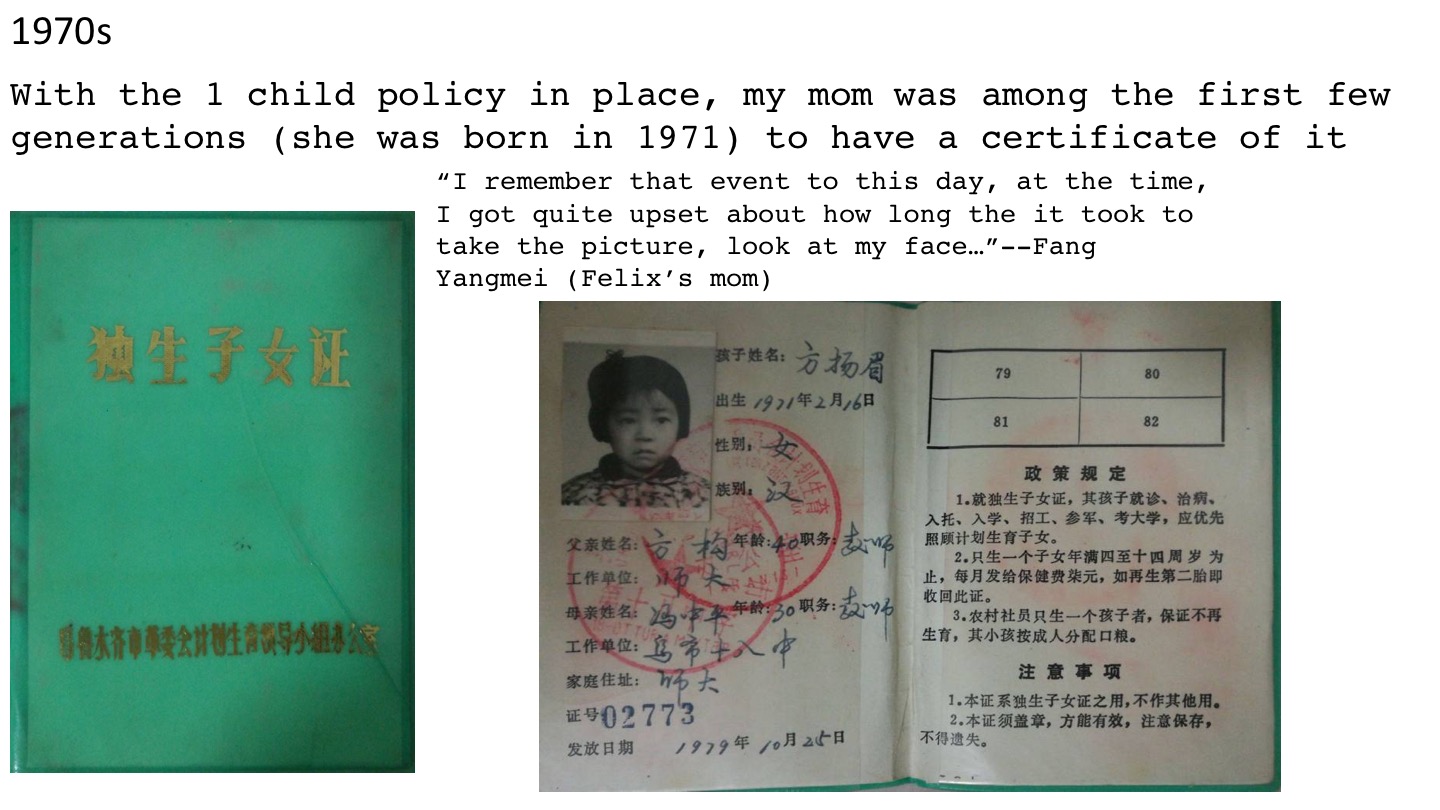 1970s
With the 1 child policy in place, my mom was among the first few
generations (she was born in 1971) to have a certificate of it
“I remember that event to this day, at the time,
I got quite upset about how long the it took to
take the picture, look at my face…”--Fang
Yangmei (Felix’s mom)
独生子女证
乌鲁木齐市革委会计划生育领导小组办公室
孩子姓名: 方扬眉
出生 1971年2月16日
性别: 女
族别: 汉
父亲姓名: 方 构 年龄: 40 职务: 教师
工作单位: 师大
母亲姓名: 冯中平 年龄: 30 职务: 教师
工作单位: 乌市十八中
家庭住址: 师大
证号 02773
发放日期 1979年10月25日
79 80
81 82
政策规定
1.就独生子女证，其孩子就诊、治病、
入托、入学、招工、参军、考大学，应优先
照顾计划生育子女。
2.只生一个子女年满四至十四周岁为
止，每月发给保健费柒元，如再生第二胎即
收回此证。
3.农村社员只生一个孩子者，保证不再
生育，其小孩按成人分配口粮。
注意事项
1.本证系独生子女证之用，不作其他用。
2.本证须盖章，方能有效，注意保存，
不得遗失。